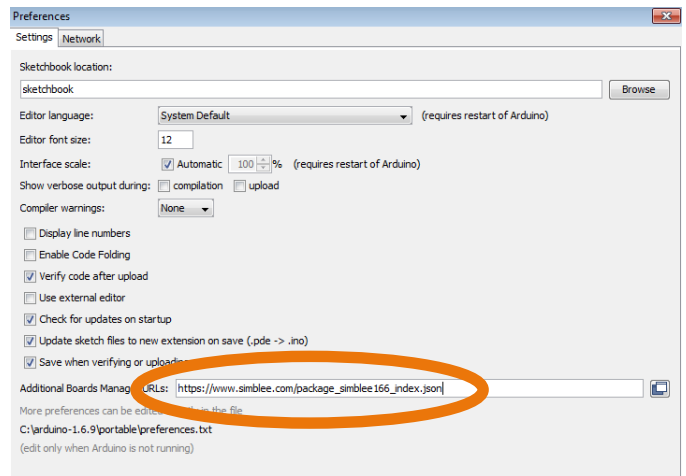 Preferences
Settings Network
Sketchbook location:
sketchbook Browse
Editor language: System Default (requires restart of Arduino)
Editor font size: 12
Interface scale: Automatic 100 % (requires restart of Arduino)
Show verbose output during: compilation upload
Compiler warnings: None
Display line numbers
Enable Code Folding
Verify code after upload
Use external editor
Check for updates on startup
Update sketch files to new extension on save (.pde -> .ino)
Save when verifying or uploading
Additional Boards Manager URLs: https://www.simblee.com/package_simblee166_index.json
More preferences can be edited directly in the file
C:\arduino-1.6.9\portable\preferences.txt
(edit only when Arduino is not running)